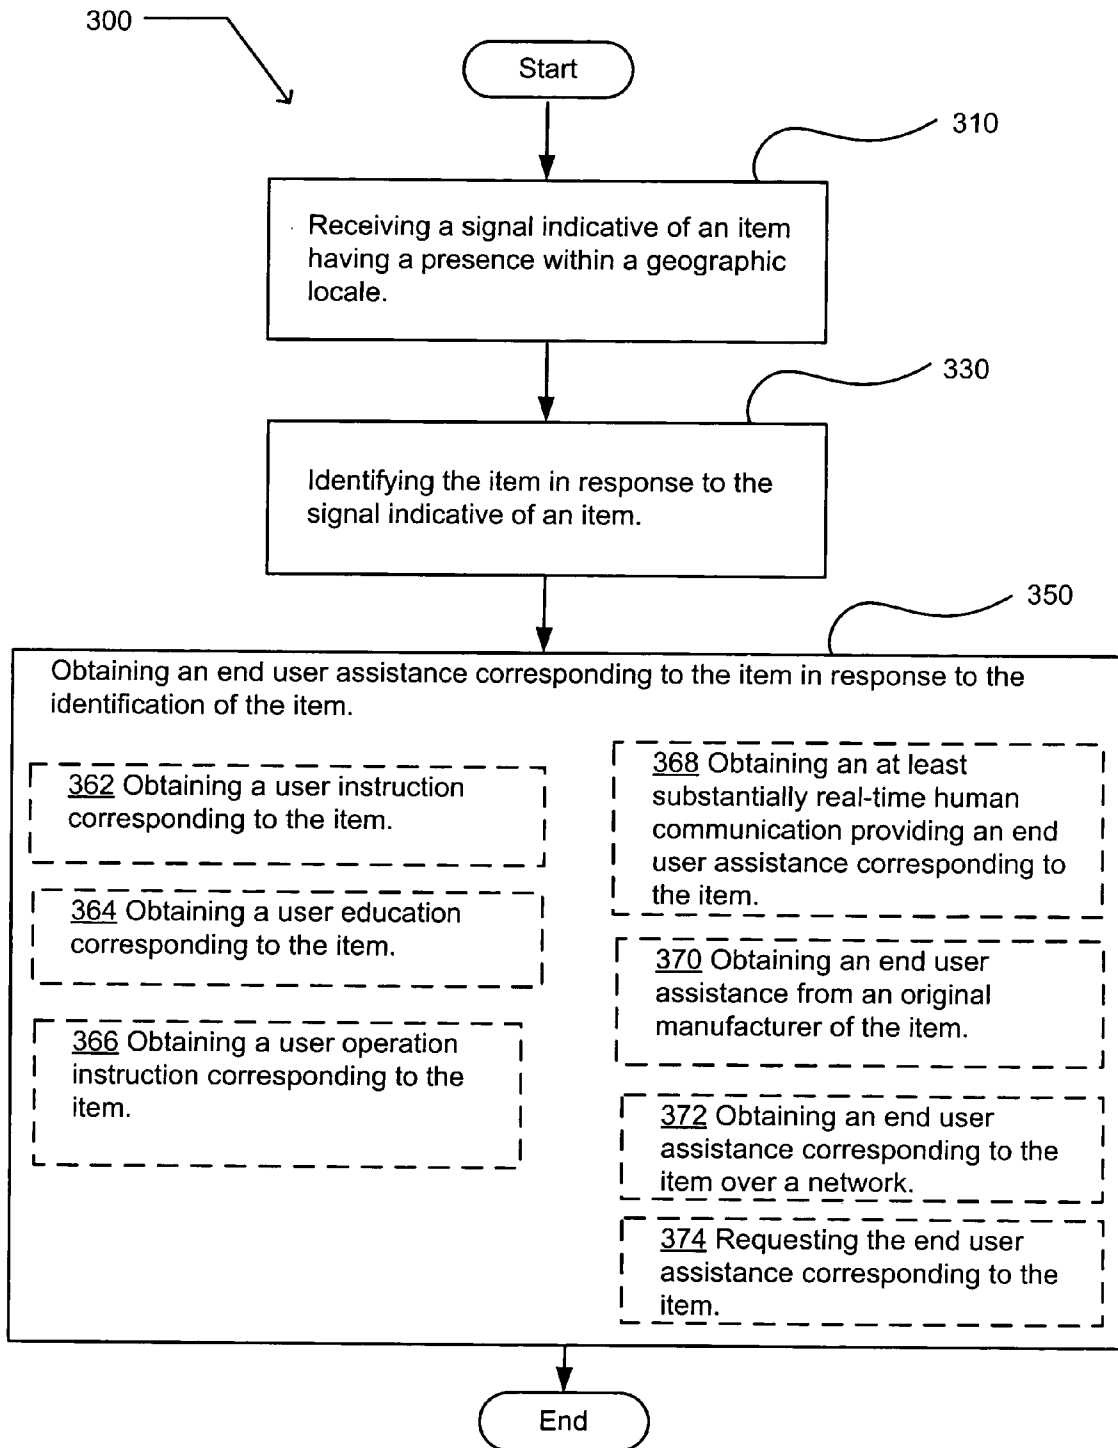 300
Start
310
Receiving a signal indicative of an item
having a presence within a geographic
locale.
330
Identifying the item in response to the
signal indicative of an item.
350
Obtaining an end user assistance corresponding to the item in response to the
identification of the item.
362 Obtaining a user instruction
corresponding to the item.
364 Obtaining a user education
corresponding to the item.
366 Obtaining a user operation
instruction corresponding to the
item.
368 Obtaining an at least
substantially real-time human
communication providing an end
user assistance corresponding to
the item.
370 Obtaining an end user
assistance from an original
manufacturer of the item.
372 Obtaining an end user
assistance corresponding to the
item over a network.
374 Requesting the end user
assistance corresponding to the
item.
End